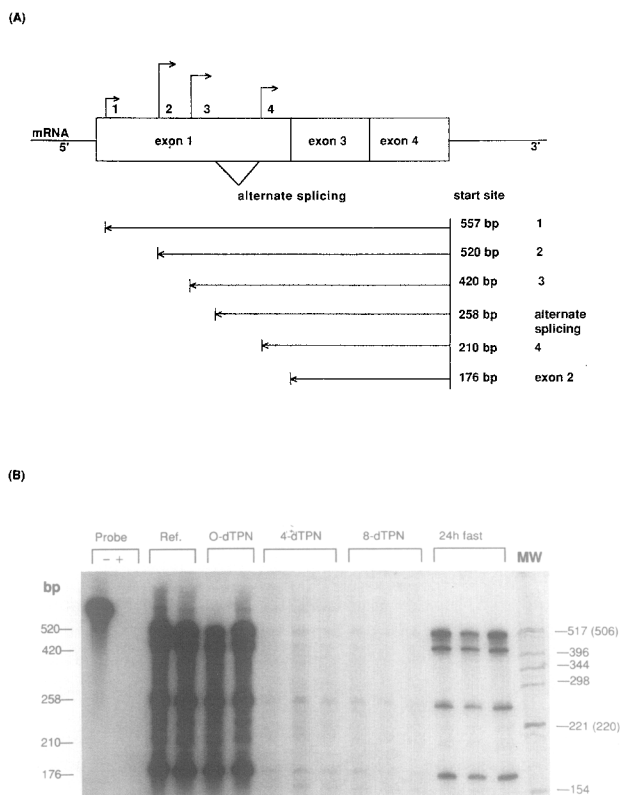 (A)
1 2 3 4
mRNA
5'
exon 1 exon 3 exon 4
3'
alternate splicing start site
557 bp 1
520 bp 2
420 bp 3
258 bp alternate
splicing
210 bp 4
176 bp exon 2
(B)
Probe Ref. O-dTPN 4-dTPN 8-dTPN 24h fast
- + MW
bp
520 517 (506)
420 396
344
298
258
221 (220)
210
176
154